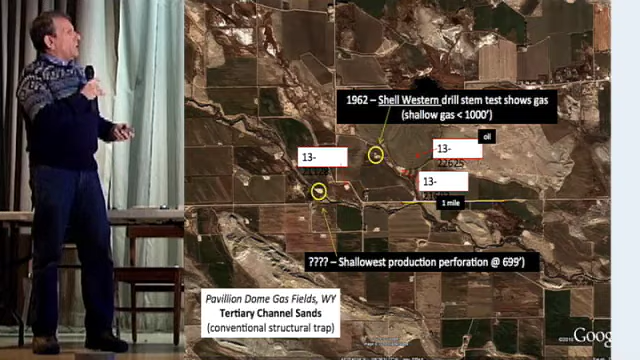 1962 – Shell Western drill stem test shows gas
(shallow gas < 1000')
oil
13-
13-
22625
13-
1 mile
???? – Shallowest production perforation @ 699')
Pavillion Dome Gas Fields, WY
Tertiary Channel Sands
(conventional structural trap)
©2010 Goog